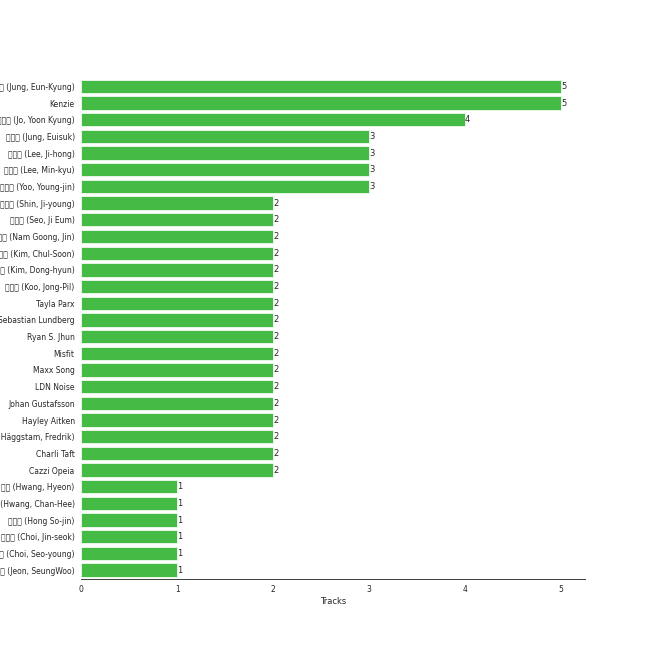 (Jung, Eun-Kyung) 5
Kenzie 5
(Jo, Yoon Kyung) 4
(Jung, Euisuk) 3
(Lee, Ji-hong) 3
(Lee, Min-kyu) 3
(Yoo, Young-jin) 3
(Shin, Ji-young) 2
(Seo, Ji Eum) 2
(Nam Goong, Jin) 2
(Kim, Chul-Soon) 2
(Kim, Dong-hyun) 2
(Koo, Jong-Pil) 2
Tayla Parx 2
Sebastian Lundberg 2
Ryan S. Jhun 2
Misfit 2
Maxx Song 2
LDN Noise 2
Johan Gustafsson 2
Hayley Aitken 2
Häggstam, Fredrik) 2
Charli Taft 2
Cazzi Opeia 2
(Hwang, Hyeon) 1
(Hwang, Chan-Hee) 1
(Hong So-jin) 1
(Choi, Jin-seok) 1
(Choi, Seo-young) 1
(Jeon, SeungWoo) 1
0 1 2 3 4 5
Tracks